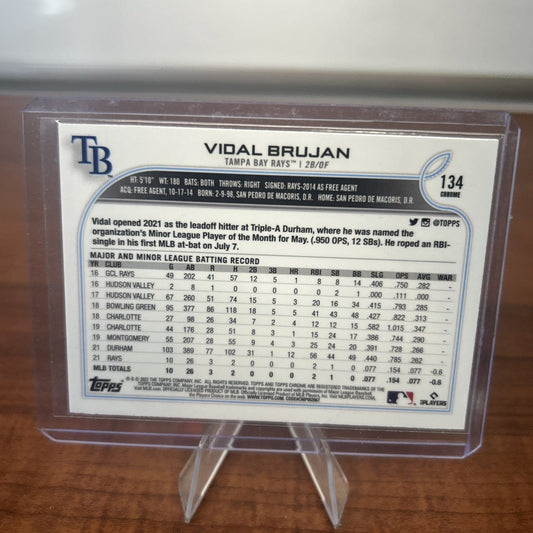 TB
VIDAL BRUJAN
TAMPA BAY RAYS™ | 2B/OF
134
CHROME
HT: 5'10" WT: 180 BATS: BOTH THROWS: RIGHT SIGNED: RAYS-2014 AS FREE AGENT
ACQ: FREE AGENT, 10-17-14 BORN: 2-9-98, SAN PEDRO DE MACORIS, D.R. HOME: SAN PEDRO DE MACORIS, D.R.
@TOPPS
Vidal opened 2021 as the leadoff hitter at Triple-A Durham, where he was named the
organization's Minor League Player of the Month for May. (.950 OPS, 12 SBs). He roped an RBI-
single in his first MLB at-bat on July 7.
MAJOR AND MINOR LEAGUE BATTING RECORD
YR CLUB G AB R H 2B 3B HR RBI SB BB SLG OPS AVG WAR
16 GCL RAYS 49 202 41 57 12 5 1 8 8 14 .406 .750 .282 -
16 HUDSON VALLEY 2 8 1 0 0 0 0 0 0 1 .000 .111 .000 -
17 HUDSON VALLEY 67 260 51 74 15 5 3 20 16 34 .415 .793 .285 -
18 BOWLING GREEN 95 377 86 118 18 5 5 41 43 48 .427 .822 .313 -
18 CHARLOTTE 27 98 26 34 7 2 4 12 12 15 .582 1.015 .347 -
19 CHARLOTTE 44 176 28 51 8 3 1 15 24 17 .386 .744 .290 -
19 MONTGOMERY 55 207 28 55 9 4 3 25 24 20 .391 .728 .266 -
21 DURHAM 103 389 77 102 31 1 12 56 44 49 .440 .785 .262 -
21 RAYS 10 26 3 2 0 0 0 2 1 0 .077 .154 .077 -0.6
MLB TOTALS 10 26 3 2 0 0 0 2 1 0 .077 .154 .077 -0.6
Topps
PLAYERS